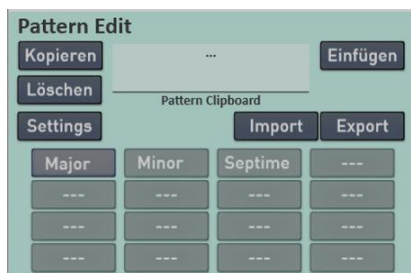 Pattern Edit
Kopieren ... Einfügen
Löschen
Pattern Clipboard
Settings Import Export
Major Minor Septime ---
--- --- --- ---
--- --- --- ---
--- --- --- ---